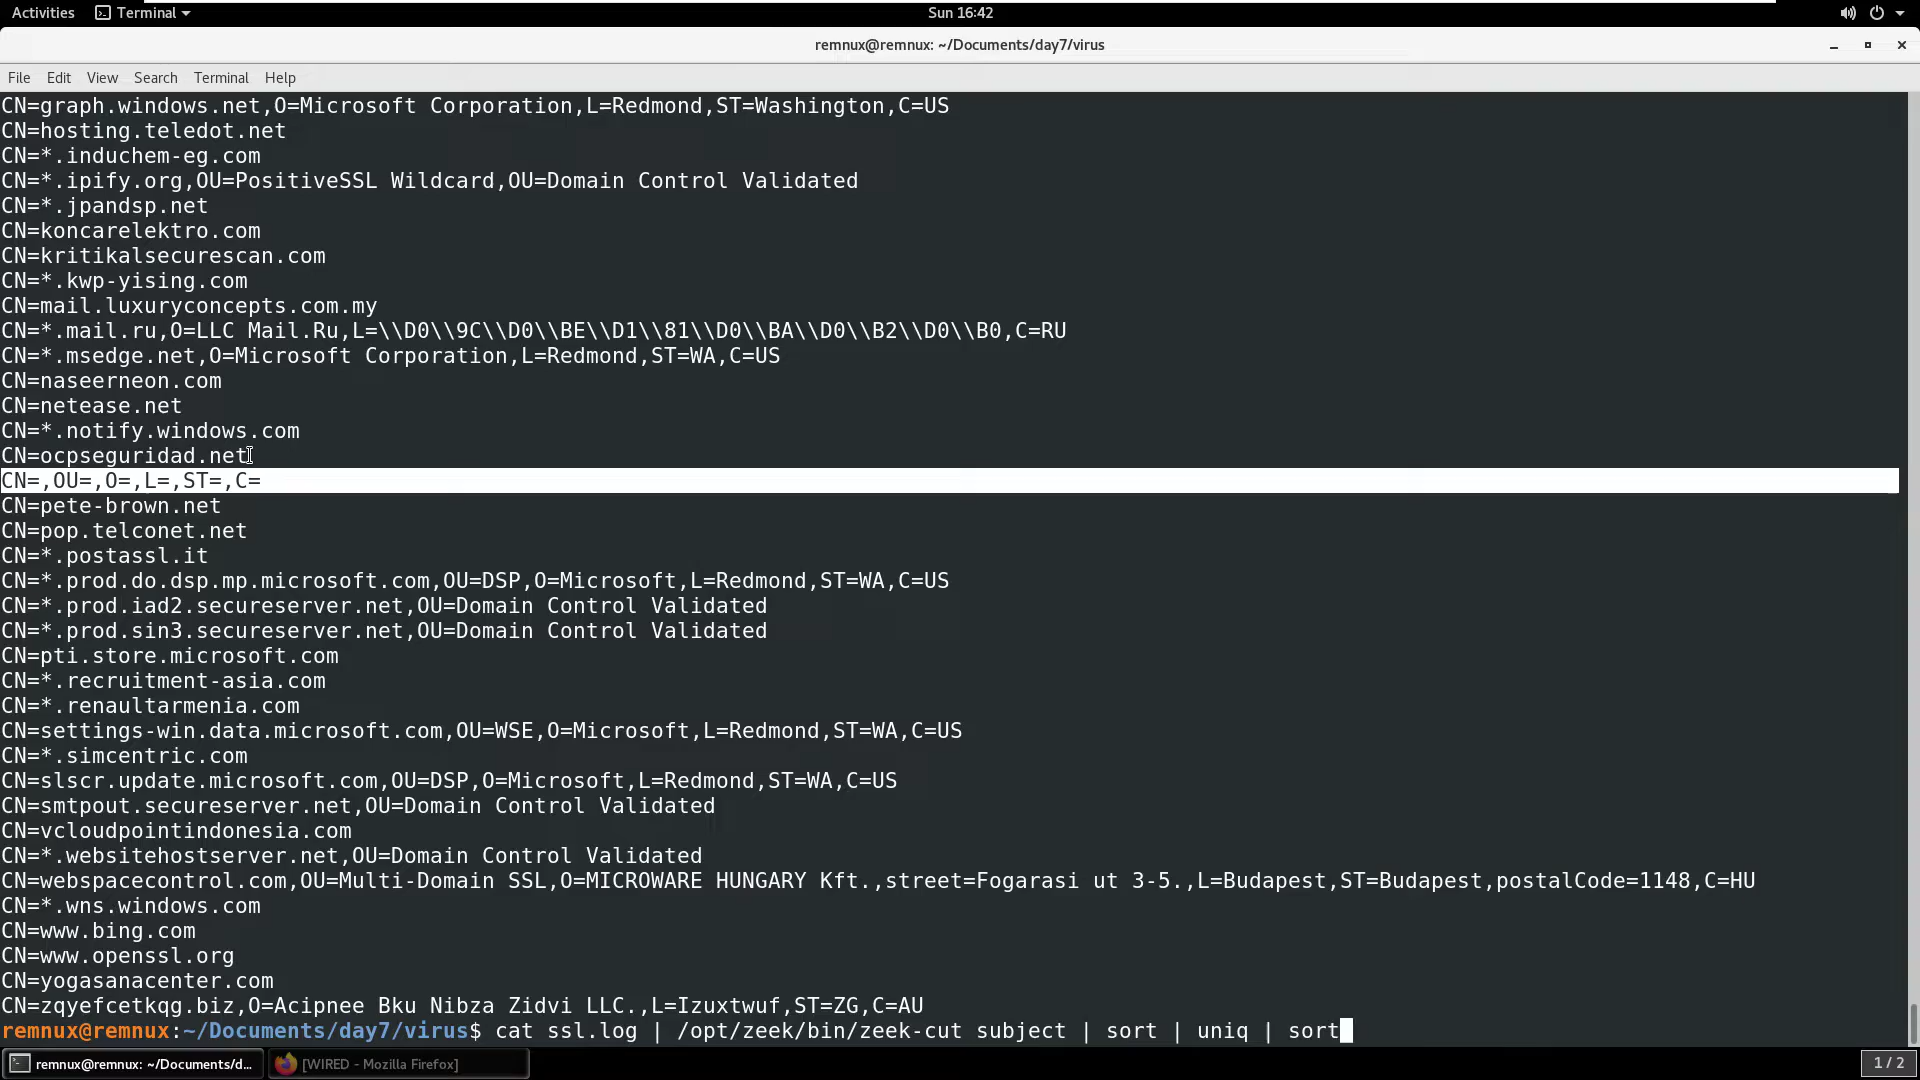 Activities Terminal Sun 16:42
remnux@remnux: ~/Documents/day7/virus
File Edit View Search Terminal Help
CN=graph.windows.net,O=Microsoft Corporation,L=Redmond,ST=Washington,C=US
CN=hosting.teledot.net
CN=*.induchem-eg.com
CN=*.ipify.org,OU=PositiveSSL Wildcard,OU=Domain Control Validated
CN=*.jpandsp.net
CN=koncarelektro.com
CN=kritikalsecurescan.com
CN=*.kwp-yising.com
CN=mail.luxuryconcepts.com.my
CN=*.mail.ru,O=LLC Mail.Ru,L=\\D0\\9C\\D0\\BE\\D1\\81\\D0\\BA\\D0\\B2\\D0\\B0,C=RU
CN=*.msedge.net,O=Microsoft Corporation,L=Redmond,ST=WA,C=US
CN=naseerneon.com
CN=netease.net
CN=*.notify.windows.com
CN=ocpseguridad.net
CN=,OU=,O=,L=,ST=,C=
CN=pete-brown.net
CN=pop.telconet.net
CN=*.postassl.it
CN=*.prod.do.dsp.mp.microsoft.com,OU=DSP,O=Microsoft,L=Redmond,ST=WA,C=US
CN=*.prod.iad2.secureserver.net,OU=Domain Control Validated
CN=*.prod.sin3.secureserver.net,OU=Domain Control Validated
CN=pti.store.microsoft.com
CN=*.recruitment-asia.com
CN=*.renaultarmenia.com
CN=settings-win.data.microsoft.com,OU=WSE,O=Microsoft,L=Redmond,ST=WA,C=US
CN=*.simcentric.com
CN=slscr.update.microsoft.com,OU=DSP,O=Microsoft,L=Redmond,ST=WA,C=US
CN=smtpout.secureserver.net,OU=Domain Control Validated
CN=vcloudpointindonesia.com
CN=*.websitehostserver.net,OU=Domain Control Validated
CN=webspacecontrol.com,OU=Multi-Domain SSL,O=MICROWARE HUNGARY Kft.,street=Fogarasi ut 3-5.,L=Budapest,ST=Budapest,postalCode=1148,C=HU
CN=*.wns.windows.com
CN=www.bing.com
CN=www.openssl.org
CN=yogasanacenter.com
CN=zqyefcetkqg.biz,O=Acipnee Bku Nibza Zidvi LLC.,L=Izuxtwuf,ST=ZG,C=AU
remnux@remnux:~/Documents/day7/virus$ cat ssl.log | /opt/zeek/bin/zeek-cut subject | sort | uniq | sort
remnux@remnux: ~/Documents/d... [WIRED - Mozilla Firefox] 1 / 2